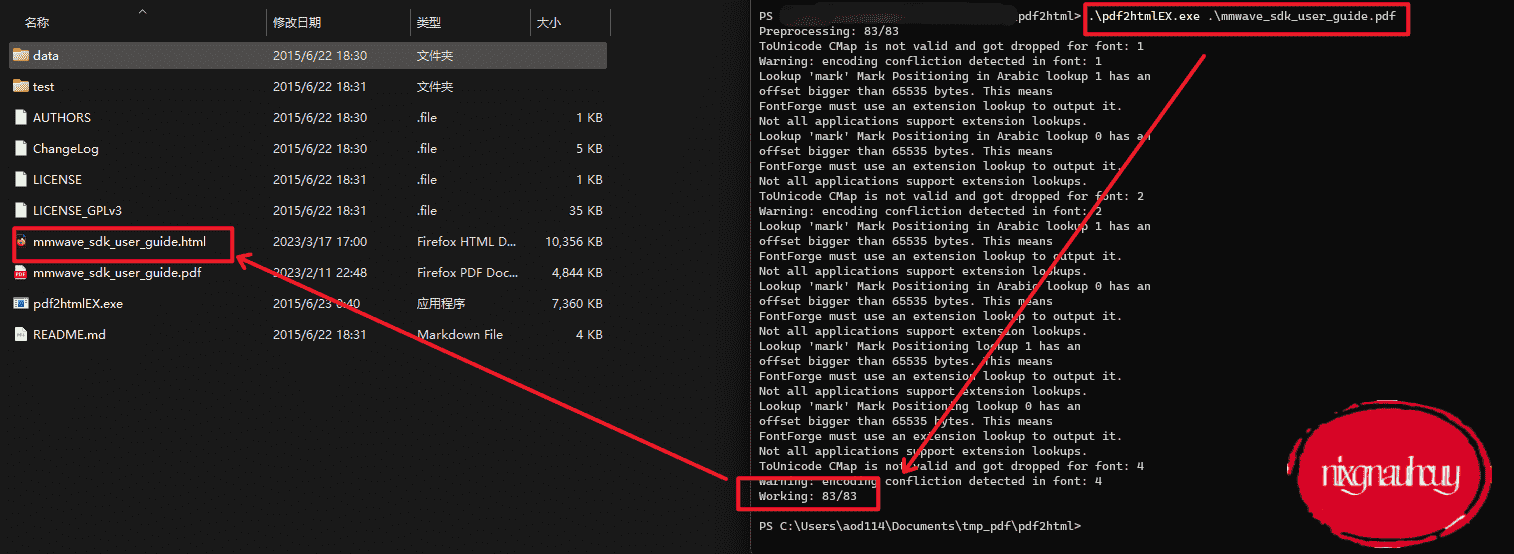 名称 修改日期 类型 大小
data 2015/6/22 18:30 文件夹
test 2015/6/22 18:31 文件夹
AUTHORS 2015/6/22 18:30 .file 1 KB
ChangeLog 2015/6/22 18:30 .file 5 KB
LICENSE 2015/6/22 18:31 .file 1 KB
LICENSE_GPLv3 2015/6/22 18:31 .file 35 KB
mmwave_sdk_user_guide.html 2023/3/17 17:00 Firefox HTML D... 10,356 KB
mmwave_sdk_user_guide.pdf 2023/2/11 22:48 Firefox PDF Doc... 4,844 KB
pdf2htmlEX.exe 2015/6/23 :40 应用程序 7,360 KB
README.md 2015/6/22 18:31 Markdown File 4 KB
PS \pdf2html> .\pdf2htmlEX.exe .\mmwave_sdk_user_guide.pdf
Preprocessing: 83/83
ToUnicode CMap is not valid and got dropped for font: 1
Warning: encoding confliction detected in font: 1
Lookup 'mark' Mark Positioning in Arabic lookup 1 has an
offset bigger than 65535 bytes. This means
FontForge must use an extension lookup to output it.
Not all applications support extension lookups.
Lookup 'mark' Mark Positioning in Arabic lookup 0 has an
offset bigger than 65535 bytes. This means
FontForge must use an extension lookup to output it.
Not all applications support extension lookups.
ToUnicode CMap is not valid and got dropped for font: 2
Warning: encoding confliction detected in font: 2
Lookup 'mark' Mark Positioning in Arabic lookup 1 has an
offset bigger than 65535 bytes. This means
FontForge must use an extension lookup to output it.
Not all applications support extension lookups.
Lookup 'mark' Mark Positioning in Arabic lookup 0 has an
offset bigger than 65535 bytes. This means
FontForge must use an extension lookup to output it.
Not all applications support extension lookups.
Lookup 'mark' Mark Positioning lookup 1 has an
offset bigger than 65535 bytes. This means
FontForge must use an extension lookup to output it.
Not all applications support extension lookups.
Lookup 'mark' Mark Positioning lookup 0 has an
offset bigger than 65535 bytes. This means
FontForge must use an extension lookup to output it.
Not all applications support extension lookups.
ToUnicode CMap is not valid and got dropped for font: 4
Warning: encoding confliction detected in font: 4
Working: 83/83
PS C:\Users\aod114\Documents\tmp_pdf\pdf2html>